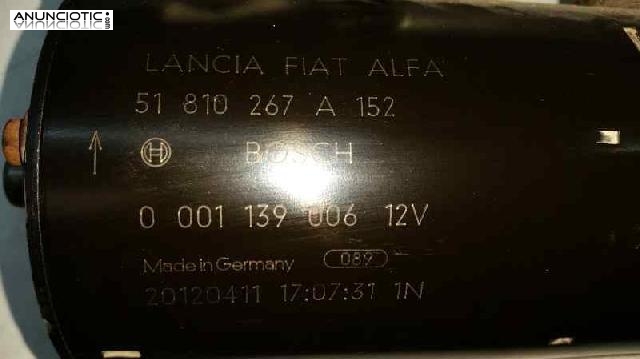 ANUNCIOTIC.com
LANCIA FIAT ALFA
51 810 267 A 152
BOSCH
0 001 139 006 12V
Made in Germany 089
20120411 17:07:31 1N